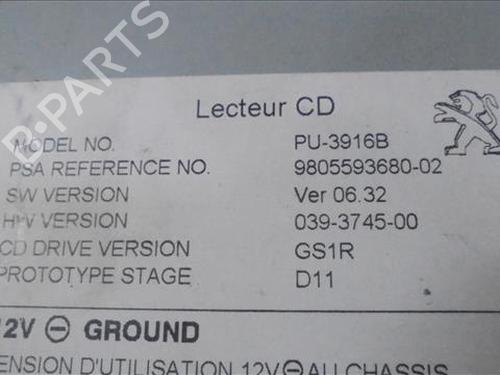 Lecteur CD
MODEL NO. PU-3916B
PSA REFERENCE NO. 9805593680-02
SW VERSION Ver 06.32
HW VERSION 039-3745-00
CD DRIVE VERSION GS1R
PROTOTYPE STAGE D11
12V ⊖ GROUND
TENSION D'UTILISATION 12V ⊖ AU CHASSIS
B-PARTS